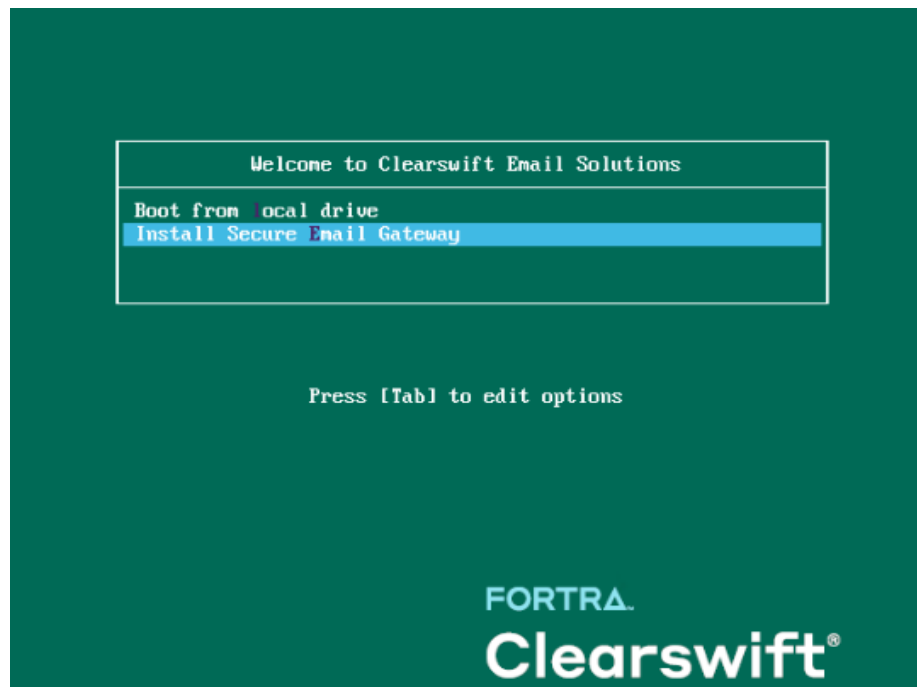 Welcome to Clearswift Email Solutions
Boot from local drive
Install Secure Email Gateway
Press [Tab] to edit options
FORTRA™
Clearswift®